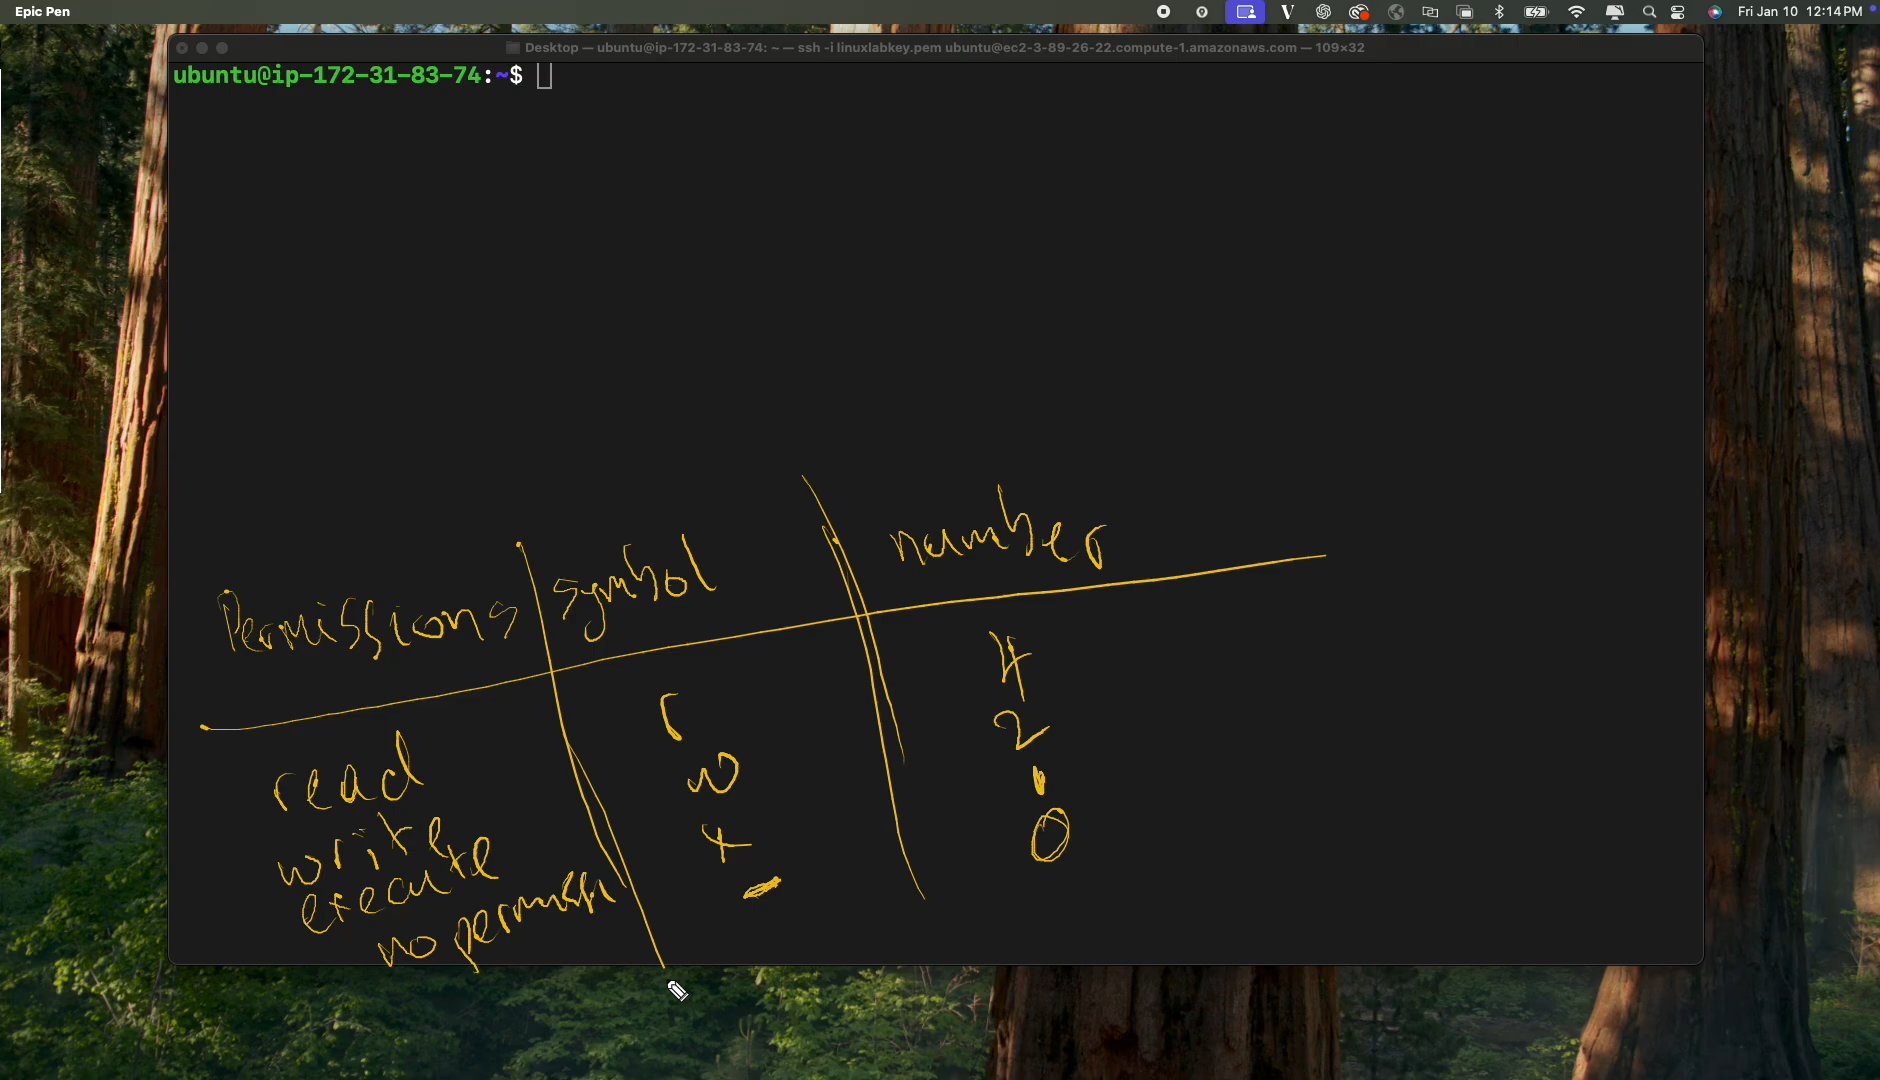 Epic Pen
Fri Jan 10 12:14 PM
Desktop — ubuntu@ip-172-31-83-74: ~ — ssh -i linuxlabkey.pem ubuntu@ec2-3-89-26-22.compute-1.amazonaws.com — 109×32
ubuntu@ip-172-31-83-74:~$
Permissions symbol number
read r 4
write w 2
execute x 1
no permissn - 0